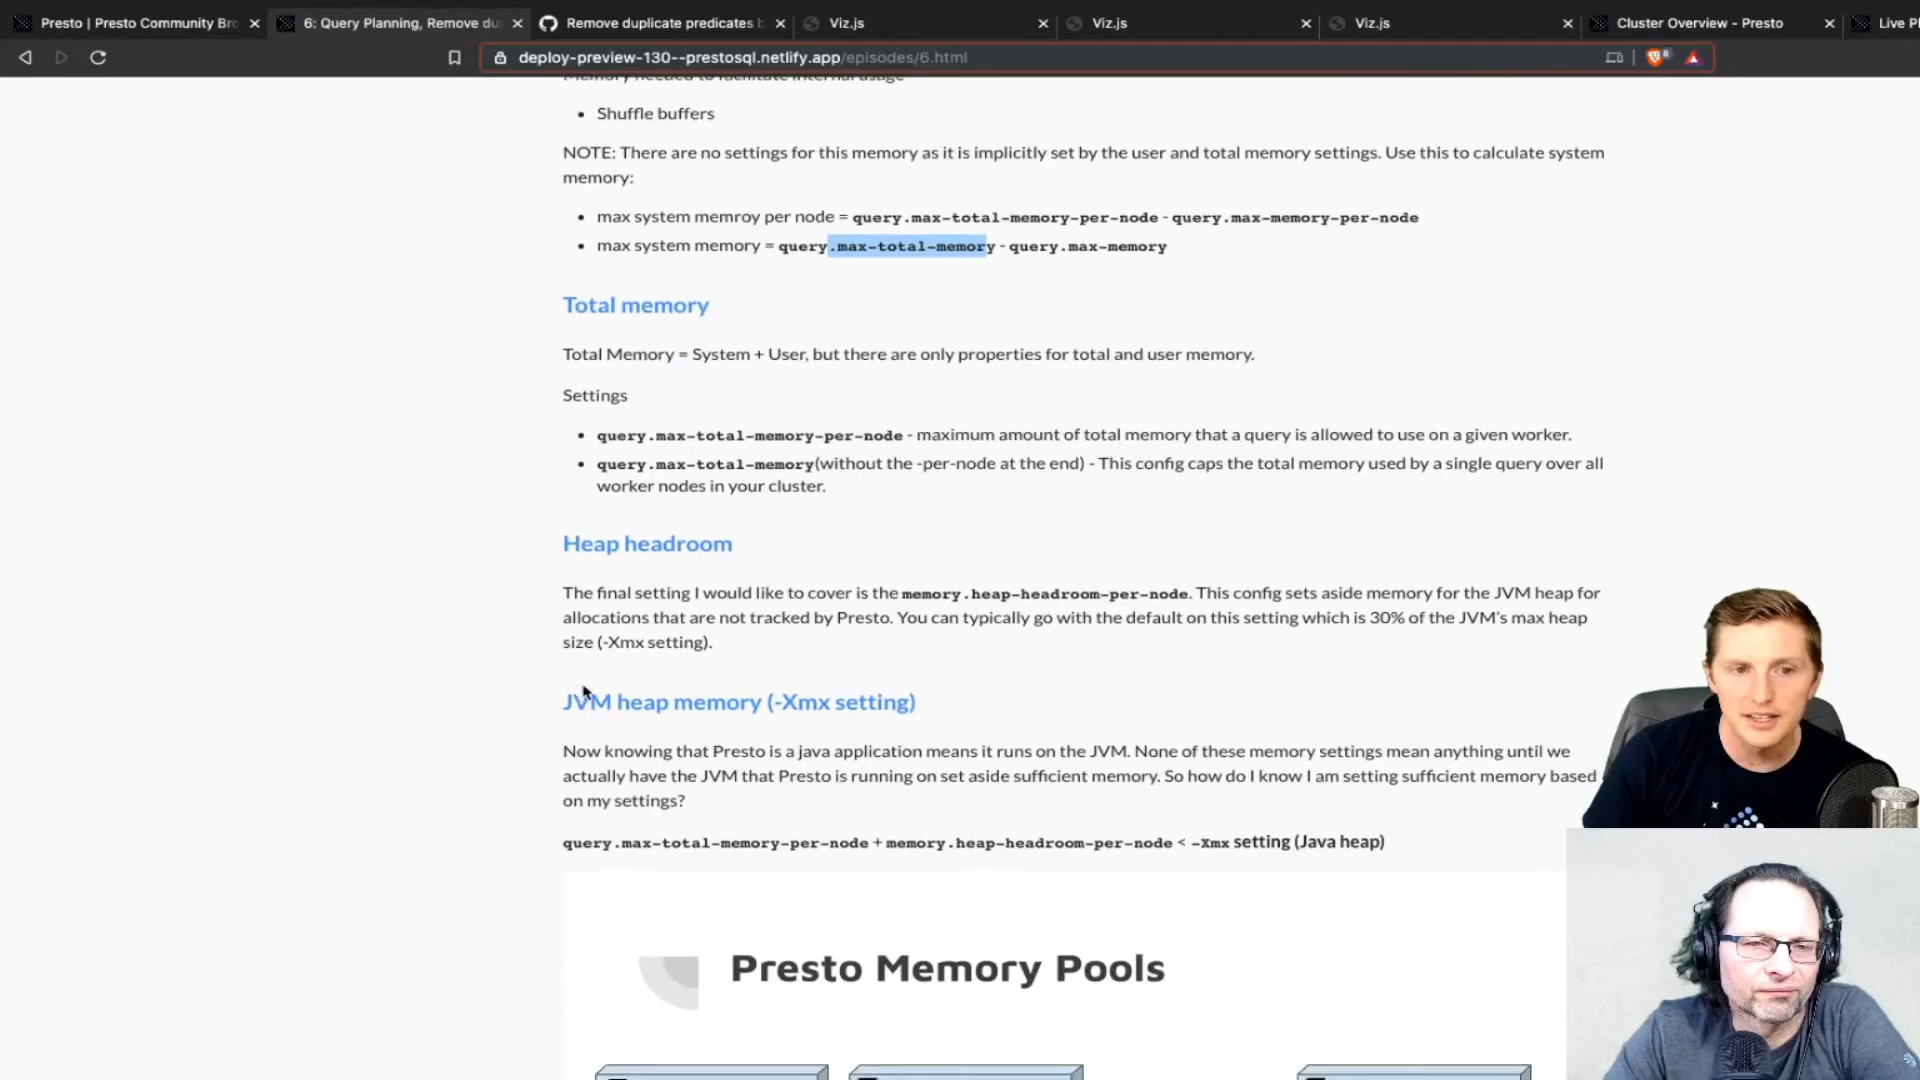 Presto | Presto Community Bro
6: Query Planning, Remove du
Remove duplicate predicates b
Viz.js
Viz.js
Viz.js
Cluster Overview - Presto
Live Pl
deploy-preview-130--prestosql.netlify.app/episodes/6.html
Memory needed to facilitate internal usage
• Shuffle buffers
NOTE: There are no settings for this memory as it is implicitly set by the user and total memory settings. Use this to calculate system
memory:
• max system memroy per node = query.max-total-memory-per-node - query.max-memory-per-node
• max system memory = query.max-total-memory - query.max-memory
Total memory
Total Memory = System + User, but there are only properties for total and user memory.
Settings
• query.max-total-memory-per-node - maximum amount of total memory that a query is allowed to use on a given worker.
• query.max-total-memory(without the -per-node at the end) - This config caps the total memory used by a single query over all
worker nodes in your cluster.
Heap headroom
The final setting I would like to cover is the memory.heap-headroom-per-node. This config sets aside memory for the JVM heap for
allocations that are not tracked by Presto. You can typically go with the default on this setting which is 30% of the JVM's max heap
size (-Xmx setting).
JVM heap memory (-Xmx setting)
Now knowing that Presto is a java application means it runs on the JVM. None of these memory settings mean anything until we
actually have the JVM that Presto is running on set aside sufficient memory. So how do I know I am setting sufficient memory based
on my settings?
query.max-total-memory-per-node + memory.heap-headroom-per-node < -Xmx setting (Java heap)
Presto Memory Pools